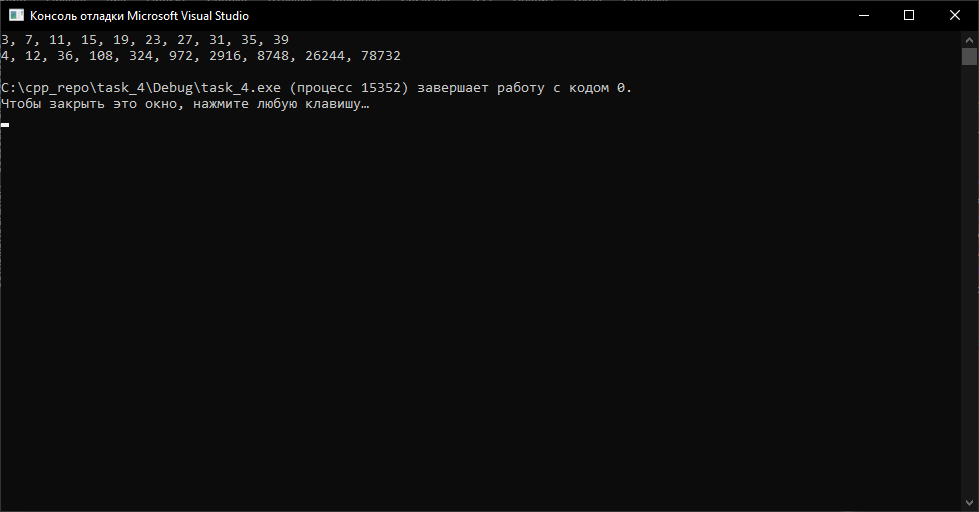 Консоль отладки Microsoft Visual Studio
3, 7, 11, 15, 19, 23, 27, 31, 35, 39
4, 12, 36, 108, 324, 972, 2916, 8748, 26244, 78732
C:\cpp_repo\task_4\Debug\task_4.exe (процесс 15352) завершает работу с кодом 0.
Чтобы закрыть это окно, нажмите любую клавишу…